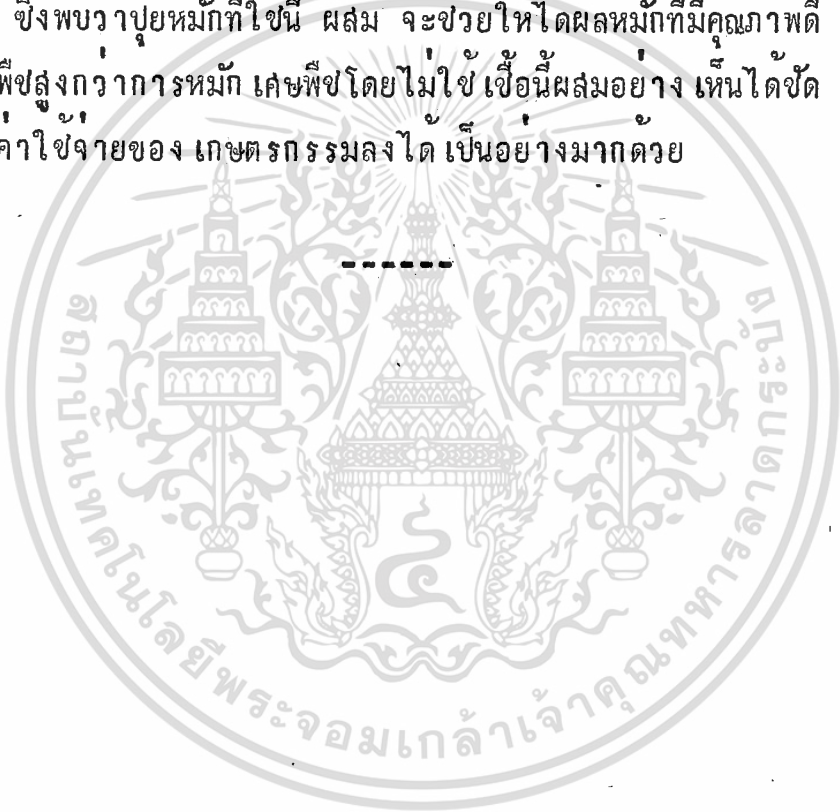 ซึ่งพบว่าปุ๋ยหมักที่ใช้นี้ ผสม จะช่วยให้ได้ผลหมักที่มีคุณภาพดี
พืชสูงกว่าการหมัก เศษพืชโดยไม่ใช้ เชื้อนี้ผสมอย่าง เห็นได้ชัด
ค่าใช้จ่ายของ เกษตรกรรมลงได้ เป็นอย่างมากด้วย
------
สถาบันเทคโนโลยีพระจอมเกล้าเจ้าคุณทหารลาดกระบัง